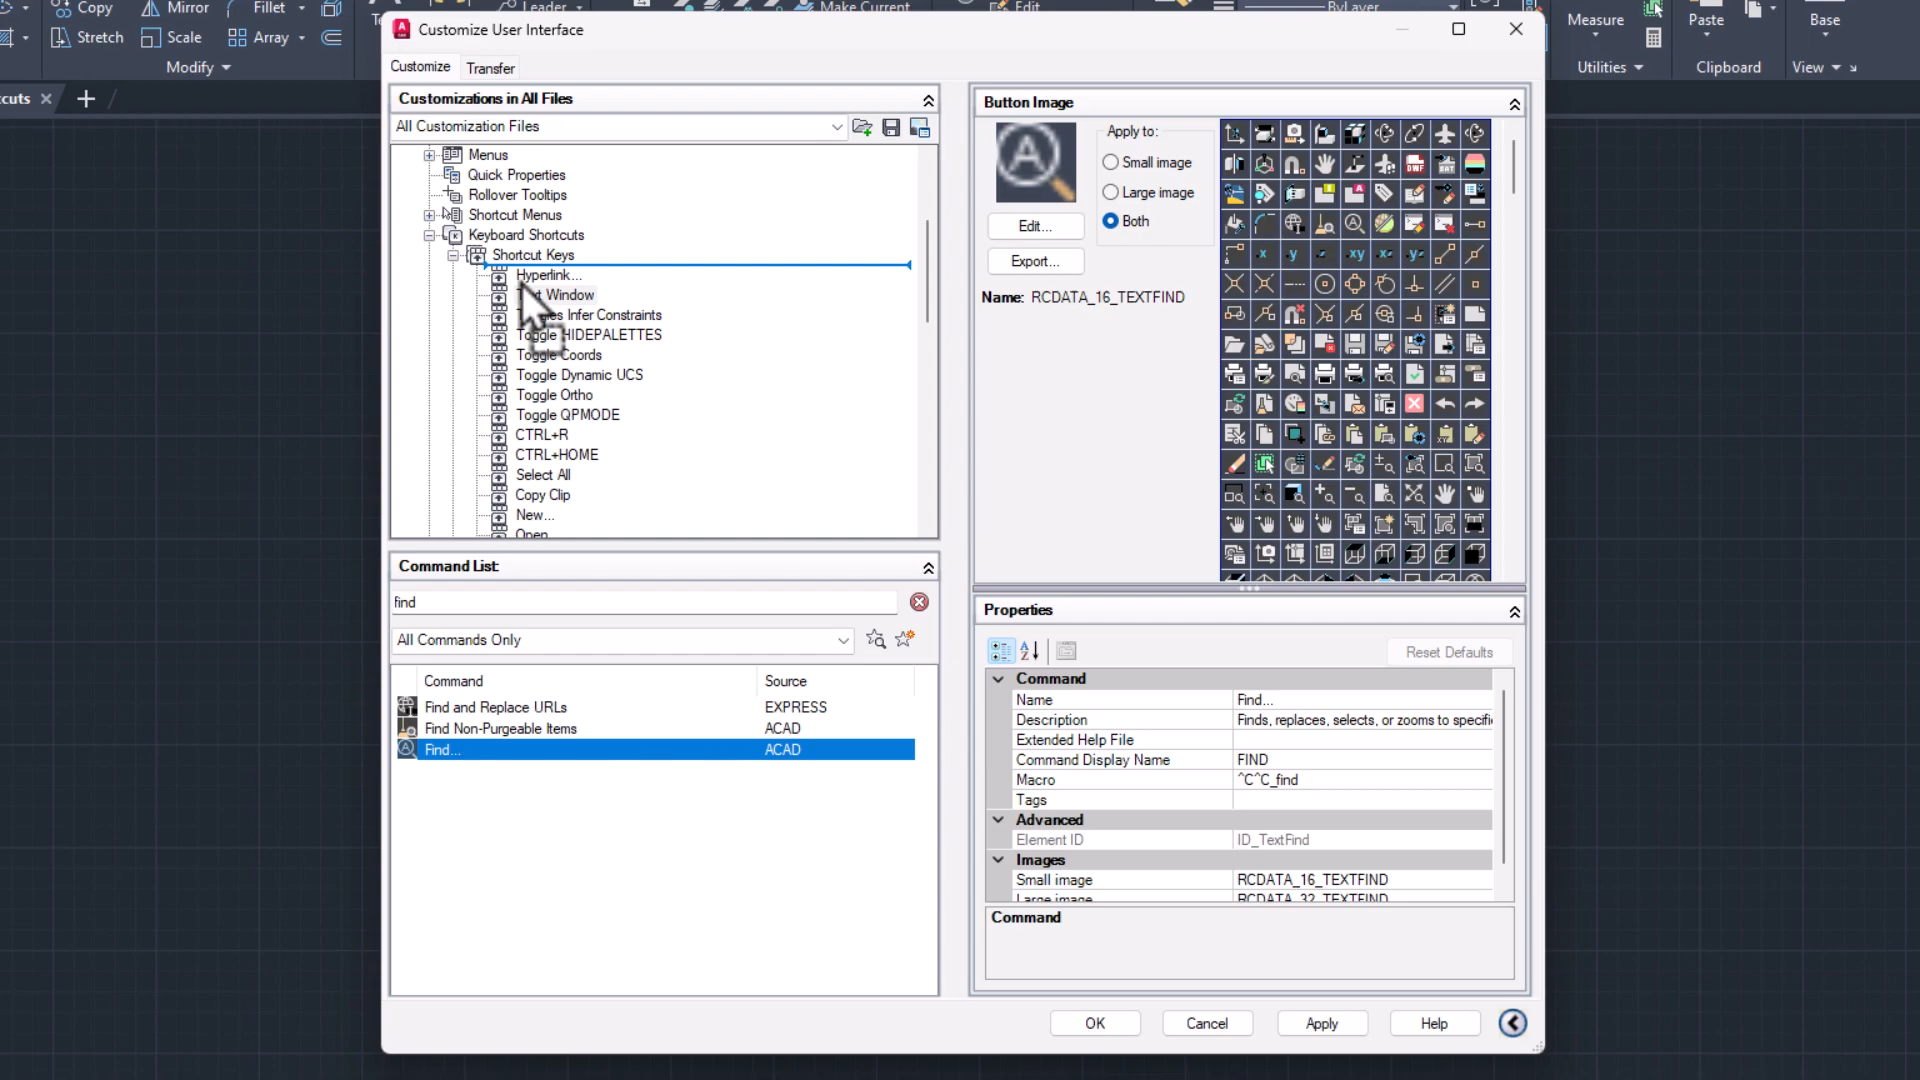 Copy Mirror Fillet
Leader
Make Current
Edit
ByLayer
Stretch Scale Array
Measure Paste Base
Modify
Utilities Clipboard View
cuts
Customize User Interface
Customize Transfer
Customizations in All Files
All Customization Files
Menus
Quick Properties
Rollover Tooltips
Shortcut Menus
Keyboard Shortcuts
Shortcut Keys
Hyperlink...
Window
Infer Constraints
Toggle HIDEPALETTES
Toggle Coords
Toggle Dynamic UCS
Toggle Ortho
Toggle QPMODE
CTRL+R
CTRL+HOME
Select All
Copy Clip
New...
Open
Command List:
find
All Commands Only
Command Source
Find and Replace URLs EXPRESS
Find Non-Purgeable Items ACAD
Find... ACAD
Button Image
Apply to:
Small image
Large image
Both
Edit...
Export...
Name: RCDATA_16_TEXTFIND
Properties
Reset Defaults
Command
Name Find...
Description Finds, replaces, selects, or zooms to specifi
Extended Help File
Command Display Name FIND
Macro ^C^C_find
Tags
Advanced
Element ID ID_TextFind
Images
Small image RCDATA_16_TEXTFIND
Large image RCDATA_32_TEXTFIND
Command
OK Cancel Apply Help